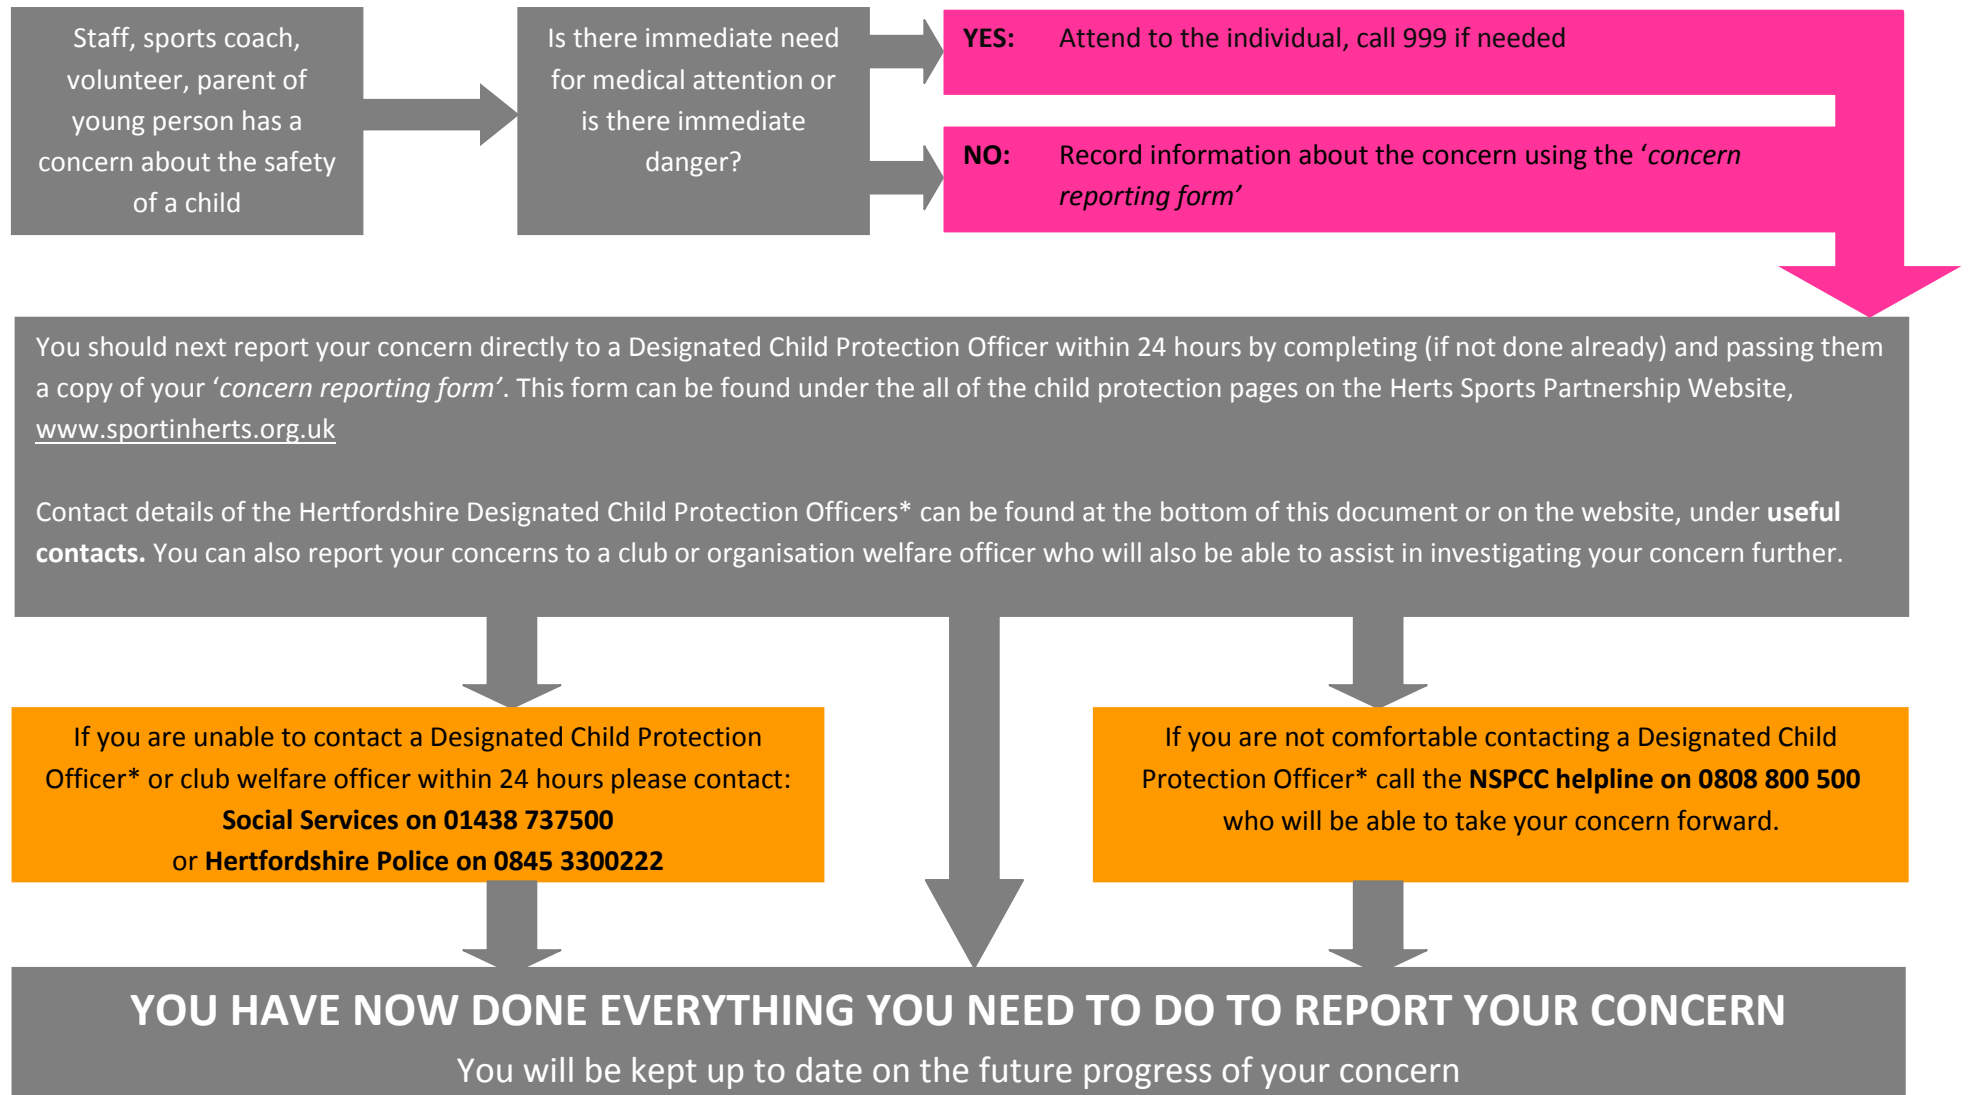 Staff, sports coach,
volunteer, parent of
young person has a
concern about the safety
of a child
Is there immediate need
for medical attention or
is there immediate
danger?
YES: Attend to the individual, call 999 if needed
NO: Record information about the concern using the ‘concern
reporting form’
You should next report your concern directly to a Designated Child Protection Officer within 24 hours by completing (if not done already) and passing them
a copy of your ‘concern reporting form’. This form can be found under the all of the child protection pages on the Herts Sports Partnership Website,
www.sportinherts.org.uk
Contact details of the Hertfordshire Designated Child Protection Officers* can be found at the bottom of this document or on the website, under useful
contacts. You can also report your concerns to a club or organisation welfare officer who will also be able to assist in investigating your concern further.
If you are unable to contact a Designated Child Protection
Officer* or club welfare officer within 24 hours please contact:
Social Services on 01438 737500
or Hertfordshire Police on 0845 3300222
If you are not comfortable contacting a Designated Child
Protection Officer* call the NSPCC helpline on 0808 800 500
who will be able to take your concern forward.
YOU HAVE NOW DONE EVERYTHING YOU NEED TO DO TO REPORT YOUR CONCERN
You will be kept up to date on the future progress of your concern